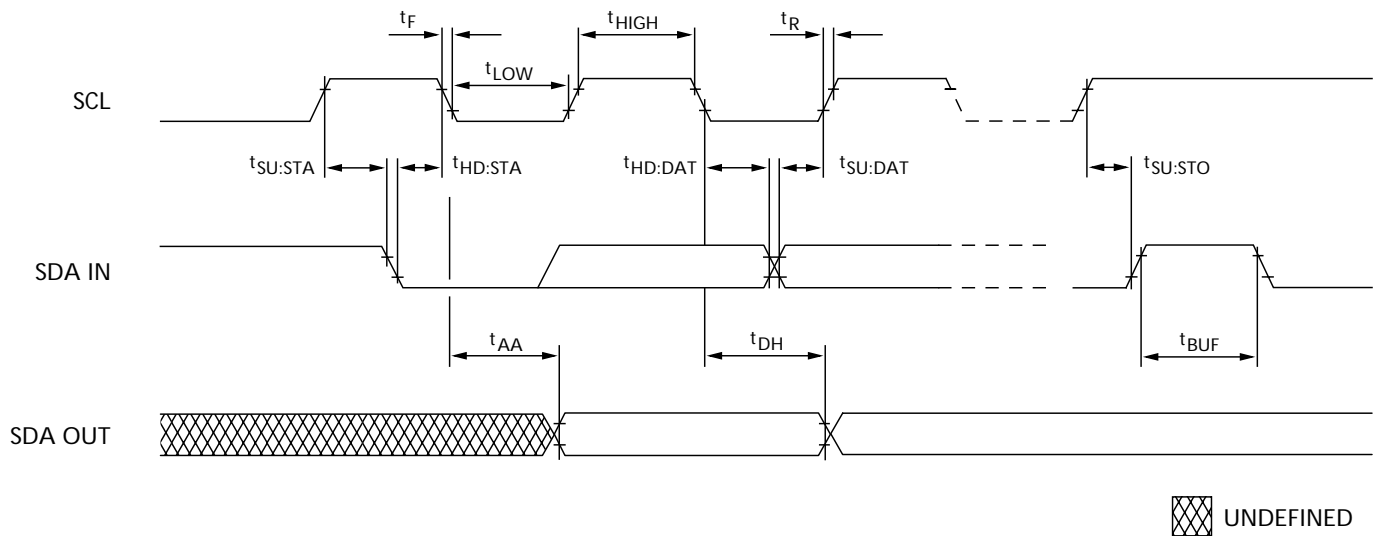 tF
tHIGH
tR
tLOW
SCL
tSU:STA
tHD:STA
tHD:DAT
tSU:DAT
tSU:STO
SDA IN
tAA
tDH
tBUF
SDA OUT
UNDEFINED